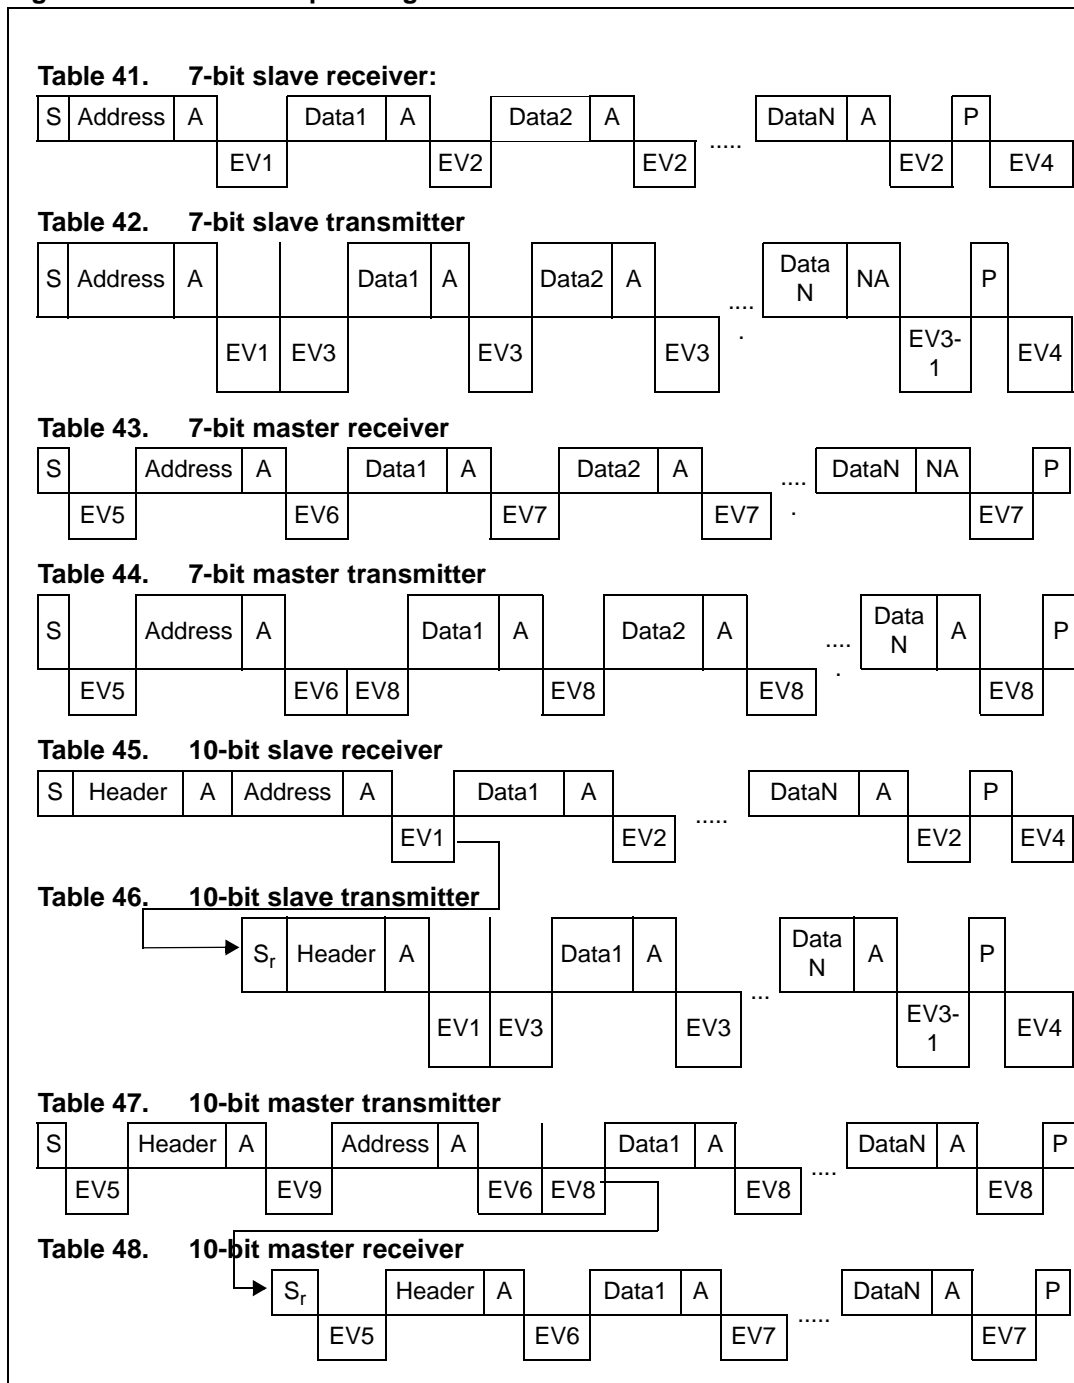 Table 41. 7-bit slave receiver:
S Address A Data1 A Data2 A ..... DataN A P
EV1 EV2 EV2 EV2 EV4
Table 42. 7-bit slave transmitter
S Address A Data1 A Data2 A ..... Data N NA P
EV1 EV3 EV3 EV3 EV3-1 EV4
Table 43. 7-bit master receiver
S Address A Data1 A Data2 A ..... DataN NA P
EV5 EV6 EV7 EV7 EV7
Table 44. 7-bit master transmitter
S Address A Data1 A Data2 A ..... Data N A P
EV5 EV6 EV8 EV8 EV8 EV8
Table 45. 10-bit slave receiver
S Header A Address A Data1 A ..... DataN A P
EV1 EV2 EV2 EV4
Table 46. 10-bit slave transmitter
Sr Header A Data1 A ... Data N A P
EV1 EV3 EV3 EV3-1 EV4
Table 47. 10-bit master transmitter
S Header A Address A Data1 A .... DataN A P
EV5 EV9 EV6 EV8 EV8 EV8
Table 48. 10-bit master receiver
Sr Header A Data1 A ..... DataN A P
EV5 EV6 EV7 EV7